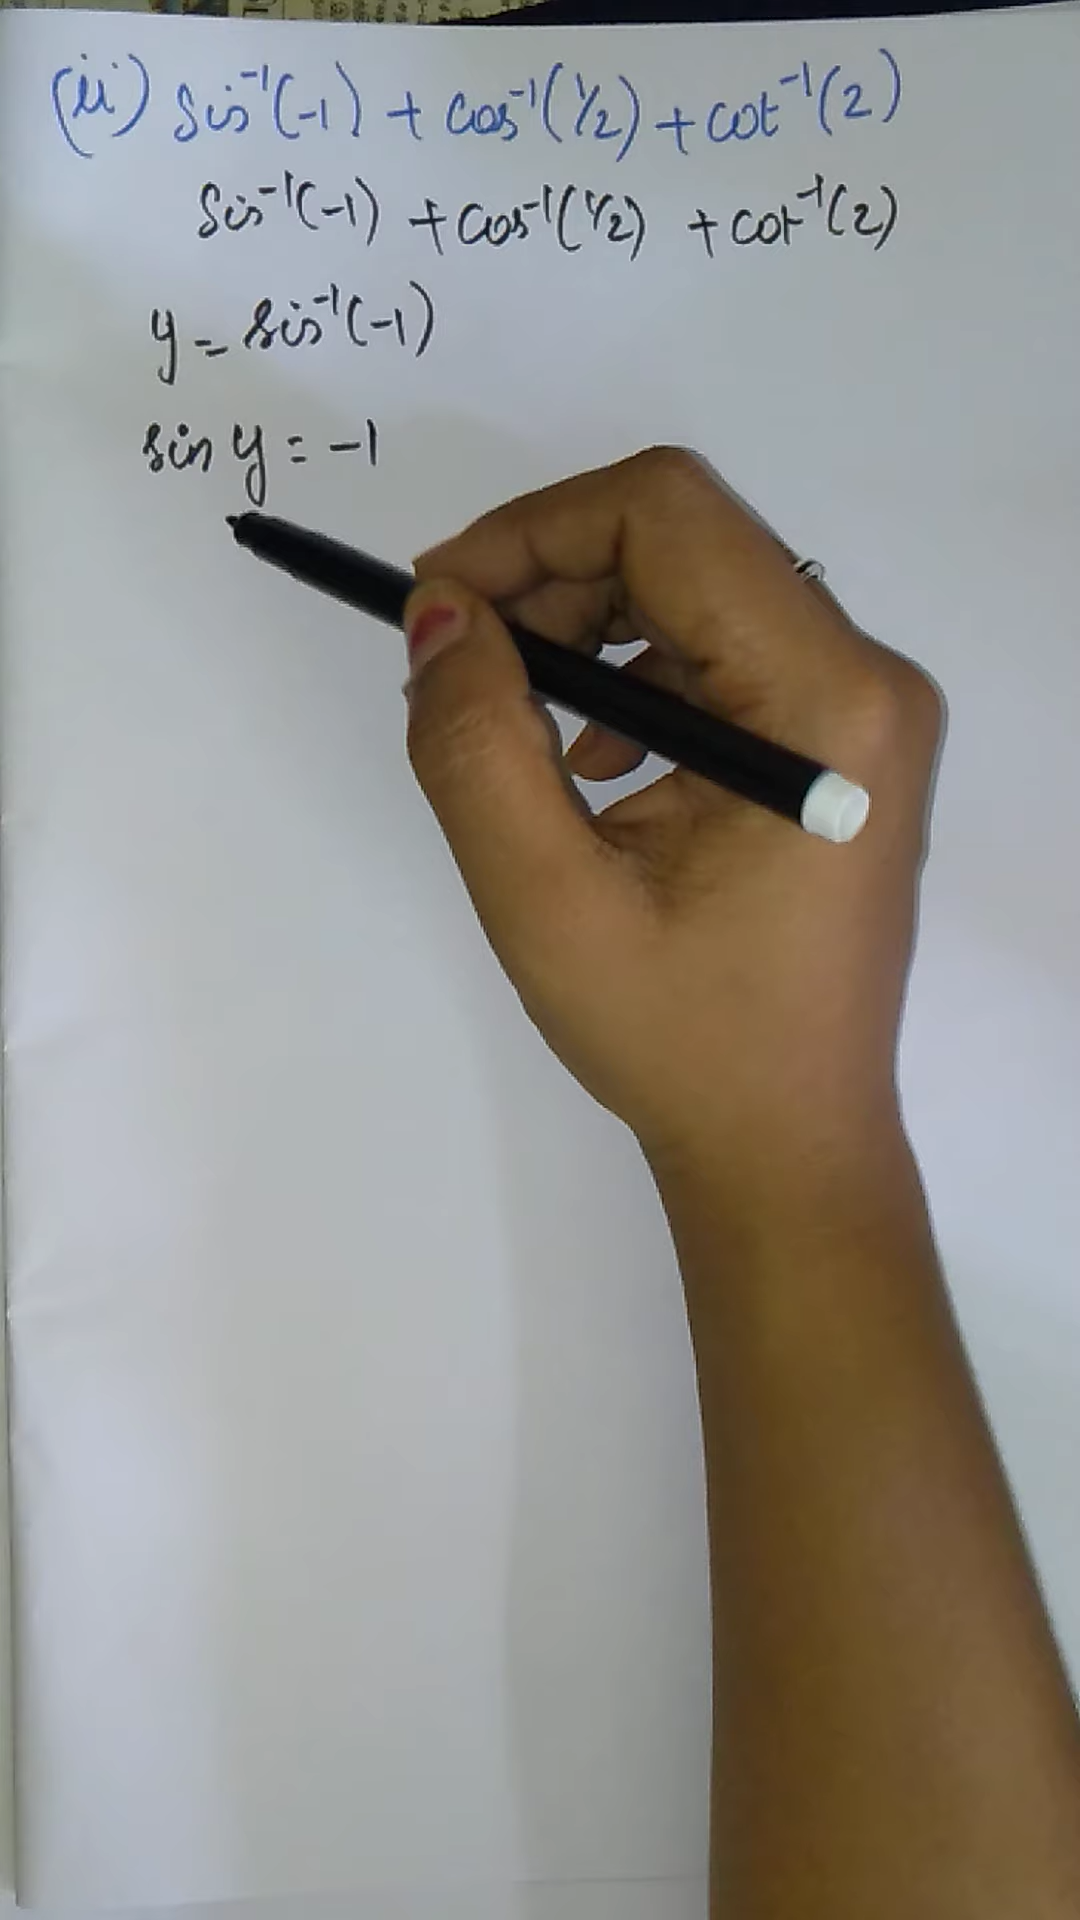 (ii) sin⁻¹(-1) + cos⁻¹(1/2) + cot⁻¹(2)
sin⁻¹(-1) + cos⁻¹(1/2) + cot⁻¹(2)
y = sin⁻¹(-1)
sin y = -1